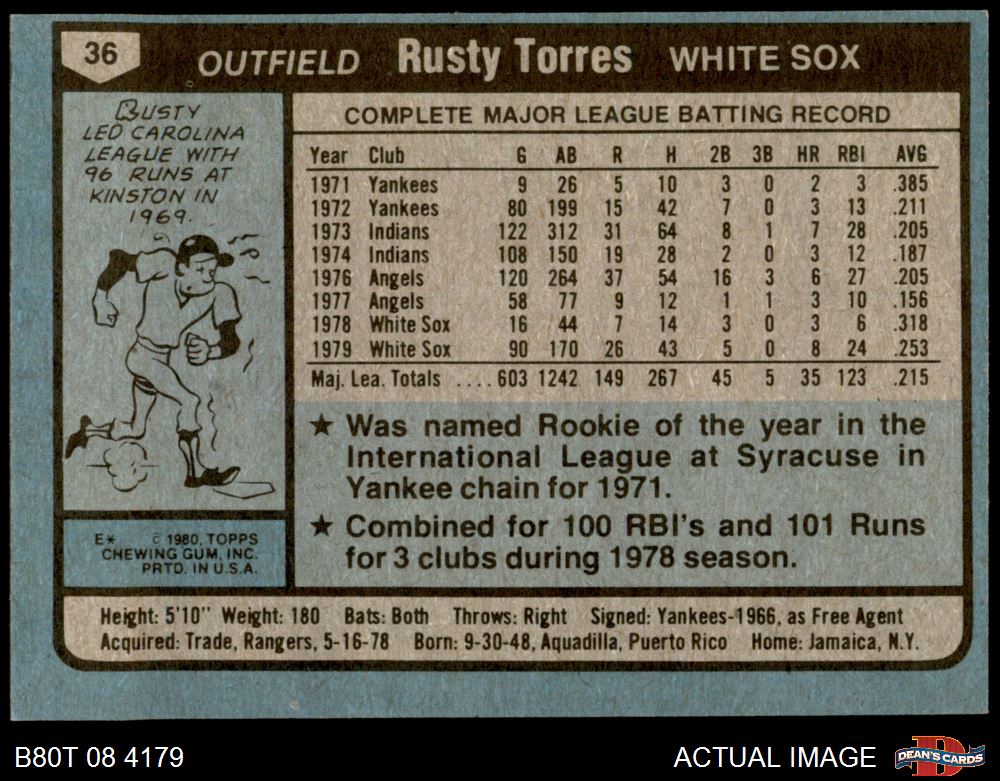 36
OUTFIELD Rusty Torres WHITE SOX
BUSTY
LED CAROLINA
LEAGUE WITH
96 RUNS AT
KINSTON IN
1969.
E* © 1980, TOPPS
CHEWING GUM, INC.
PRTD. IN U.S.A.
COMPLETE MAJOR LEAGUE BATTING RECORD
Year Club G AB R H 2B 3B HR RBI AVG
1971 Yankees 9 26 5 10 3 0 2 3 .385
1972 Yankees 80 199 15 42 7 0 3 13 .211
1973 Indians 122 312 31 64 8 1 7 28 .205
1974 Indians 108 150 19 28 2 0 3 12 .187
1976 Angels 120 264 37 54 16 3 6 27 .205
1977 Angels 58 77 9 12 1 1 3 10 .156
1978 White Sox 16 44 7 14 3 0 3 6 .318
1979 White Sox 90 170 26 43 5 0 8 24 .253
Maj. Lea. Totals ....603 1242 149 267 45 5 35 123 .215
★ Was named Rookie of the year in the
International League at Syracuse in
Yankee chain for 1971.
★ Combined for 100 RBI's and 101 Runs
for 3 clubs during 1978 season.
Height: 5'10" Weight: 180 Bats: Both Throws: Right Signed: Yankees-1966, as Free Agent
Acquired: Trade, Rangers, 5-16-78 Born: 9-30-48, Aquadilla, Puerto Rico Home: Jamaica, N.Y.
B80T 08 4179
ACTUAL IMAGE
D
DEAN'S CARDS